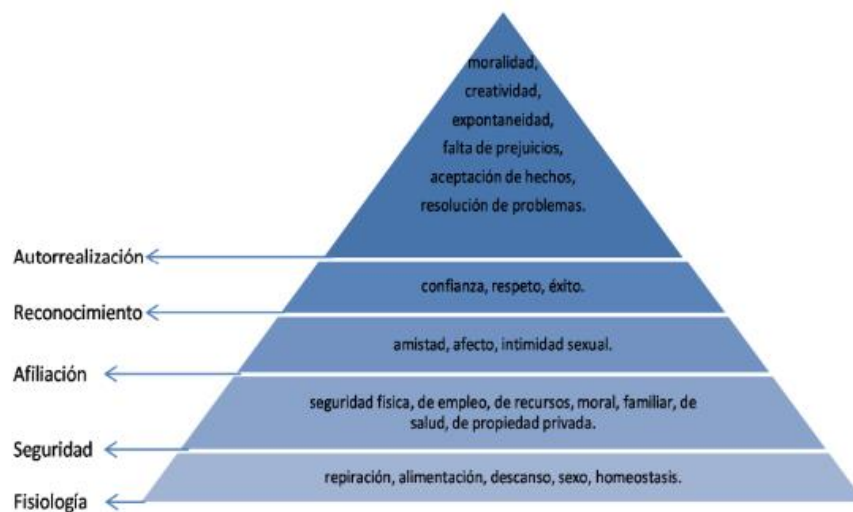 moralidad,
creatividad,
expontaneidad,
falta de prejuicios,
aceptación de hechos,
resolución de problemas.
Autorrealización
confianza, respeto, éxito.
Reconocimiento
amistad, afecto, intimidad sexual.
Afiliación
seguridad física, de empleo, de recursos, moral, familiar, de
salud, de propiedad privada.
Seguridad
repiración, alimentación, descanso, sexo, homeostasis.
Fisiología